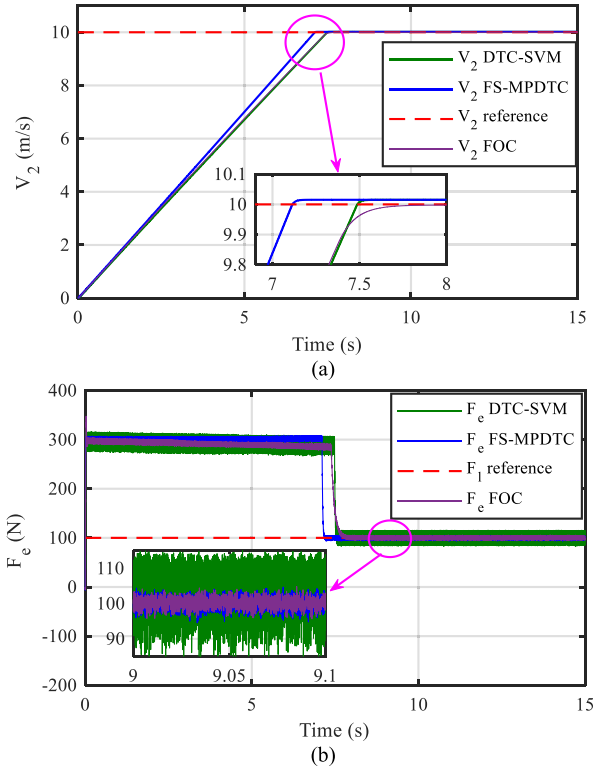 10
8
6
4
2
0
V2 (m/s)
V2 DTC-SVM
V2 FS-MPDTC
V2 reference
V2 FOC
10.1
10
9.9
9.8
7 7.5 8
0 5 10 15
Time (s)
(a)
400
300
200
100
0
-100
-200
Fe (N)
Fe DTC-SVM
Fe FS-MPDTC
Fl reference
Fe FOC
110
100
90
9 9.05 9.1
0 5 10 15
Time (s)
(b)